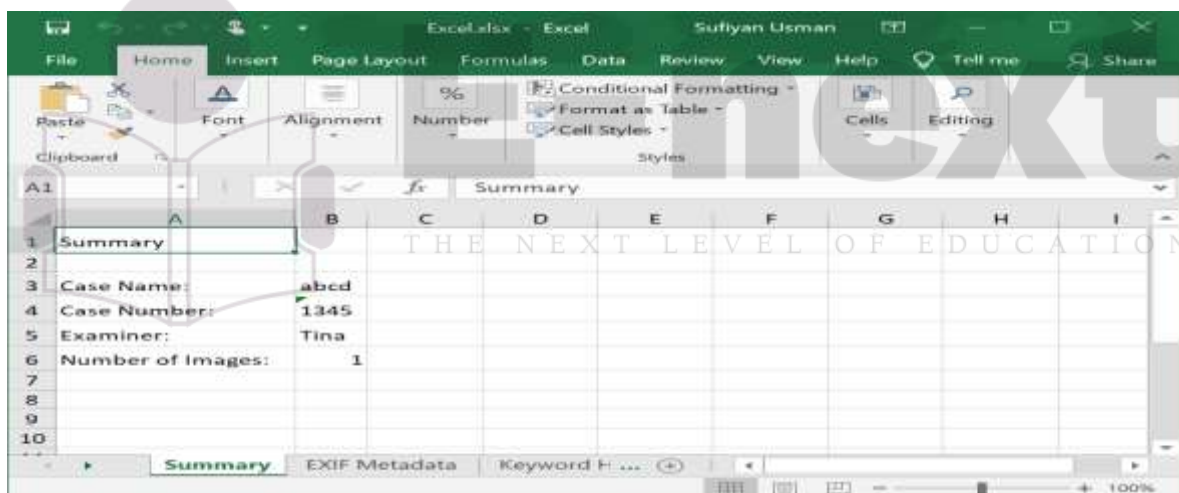 Excel.xlsx - Excel Sufiyan Usman
File Home Insert Page Layout Formulas Data Review View Help Tell me Share
Paste Font Alignment Number Conditional Formatting Cells Editing
Format as Table
Cell Styles
Clipboard Styles
A1 fx Summary
A B C D E F G H I
1 Summary
THE NEXT LEVEL OF EDUCATION
2
3 Case Name: abcd
4 Case Number: 1345
5 Examiner: Tina
6 Number of Images: 1
7
8
9
10
Summary EXIF Metadata Keyword H ...
100%
E-next